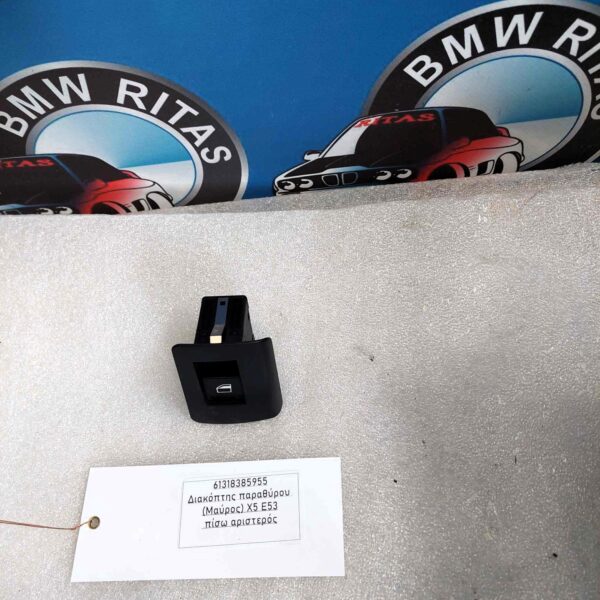 BMW RITAS
BMW RITAS
RITAS
RITAS
61318385955
Διακόπτης παραθύρου
(Μαύρος) X5 E53
πίσω αριστερός